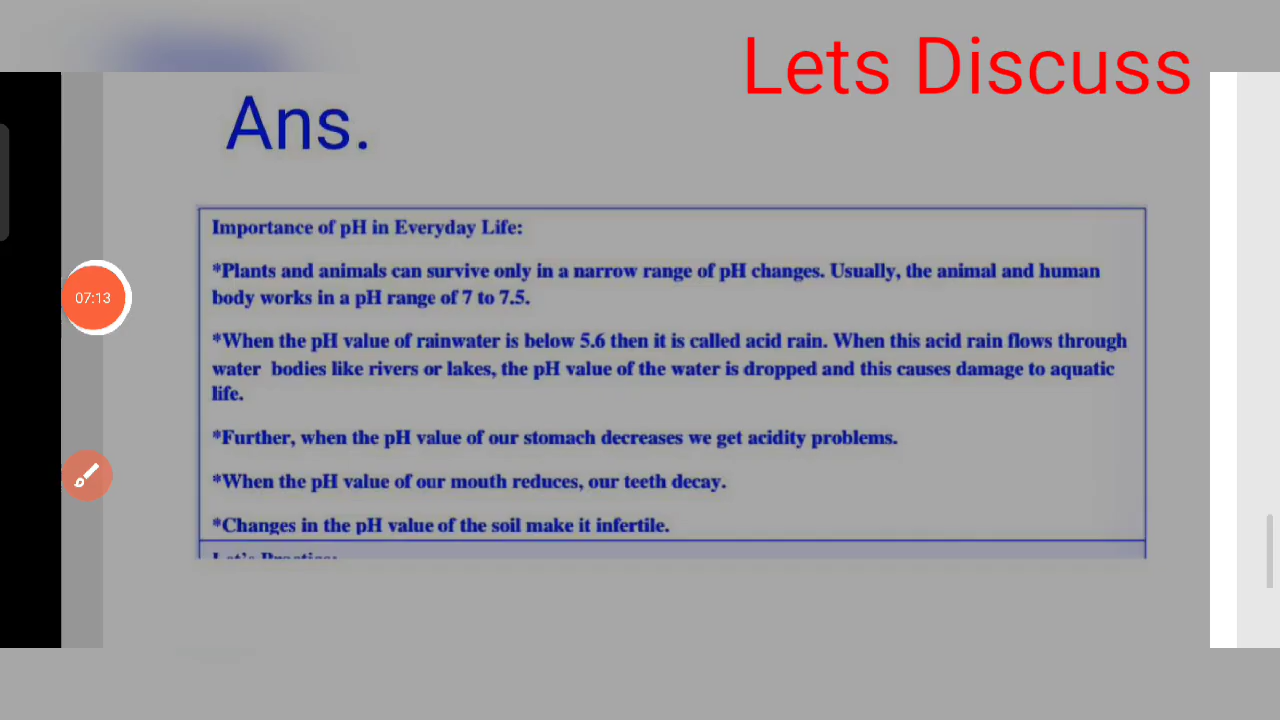 Lets Discuss
Ans.
Importance of pH in Everyday Life:
*Plants and animals can survive only in a narrow range of pH changes. Usually, the animal and human
body works in a pH range of 7 to 7.5.
*When the pH value of rainwater is below 5.6 then it is called acid rain. When this acid rain flows through
water bodies like rivers or lakes, the pH value of the water is dropped and this causes damage to aquatic
life.
*Further, when the pH value of our stomach decreases we get acidity problems.
*When the pH value of our mouth reduces, our teeth decay.
*Changes in the pH value of the soil make it infertile.
Let's Practice:
07:13